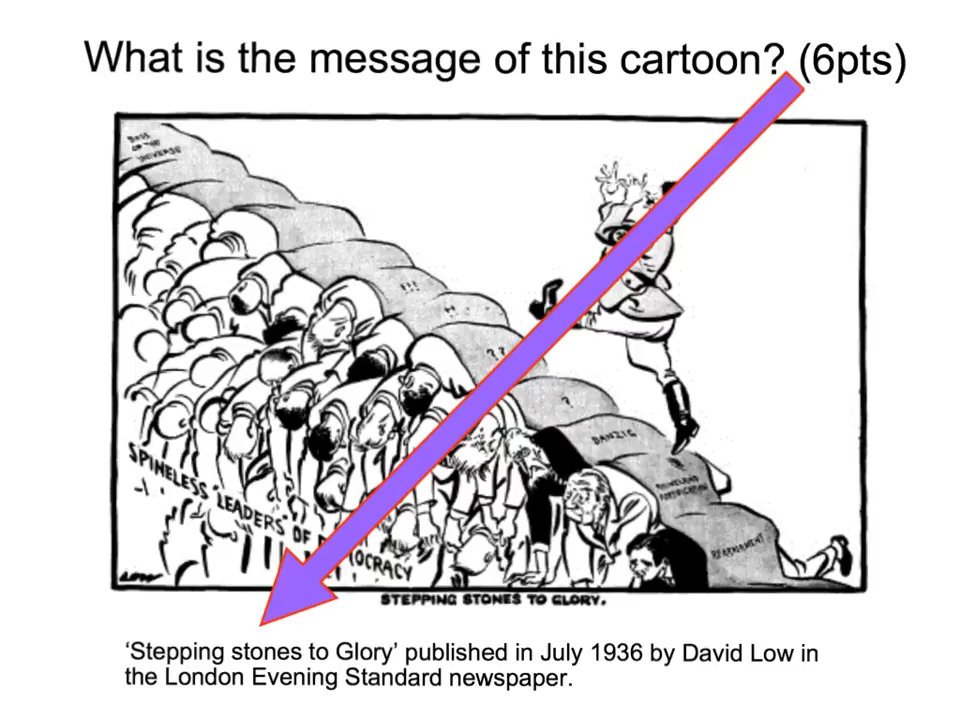 What is the message of this cartoon? (6pts)
BOSS
OF THE
UNIVERSE
!!!
??
?
DANZIG
RHINELAND
FORTIFICATION
REARMAMENT
SPINELESS LEADERS OF
OCRACY
LOW
STEPPING STONES TO GLORY.
‘Stepping stones to Glory’ published in July 1936 by David Low in
the London Evening Standard newspaper.